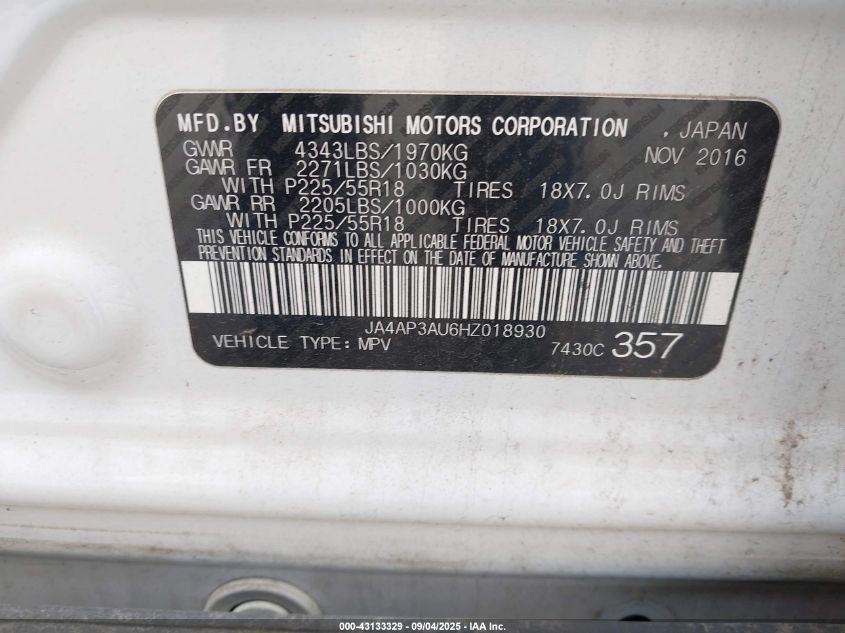 MFD.BY MITSUBISHI MOTORS CORPORATION , JAPAN
GVWR 4343LBS/1970KG NOV 2016
GAWR FR 2271LBS/1030KG
WITH P225/55R18 TIRES 18X7.0J RIMS
GAWR RR 2205LBS/1000KG
WITH P225/55R18 TIRES 18X7.0J RIMS
THIS VEHICLE CONFORMS TO ALL APPLICABLE FEDERAL MOTOR VEHICLE SAFETY AND THEFT
PREVENTION STANDARDS IN EFFECT ON THE DATE OF MANUFACTURE SHOWN ABOVE.
JA4AP3AU6HZ018930
VEHICLE TYPE: MPV 7430C 357
000-43133329 - 09/04/2025 - IAA Inc.